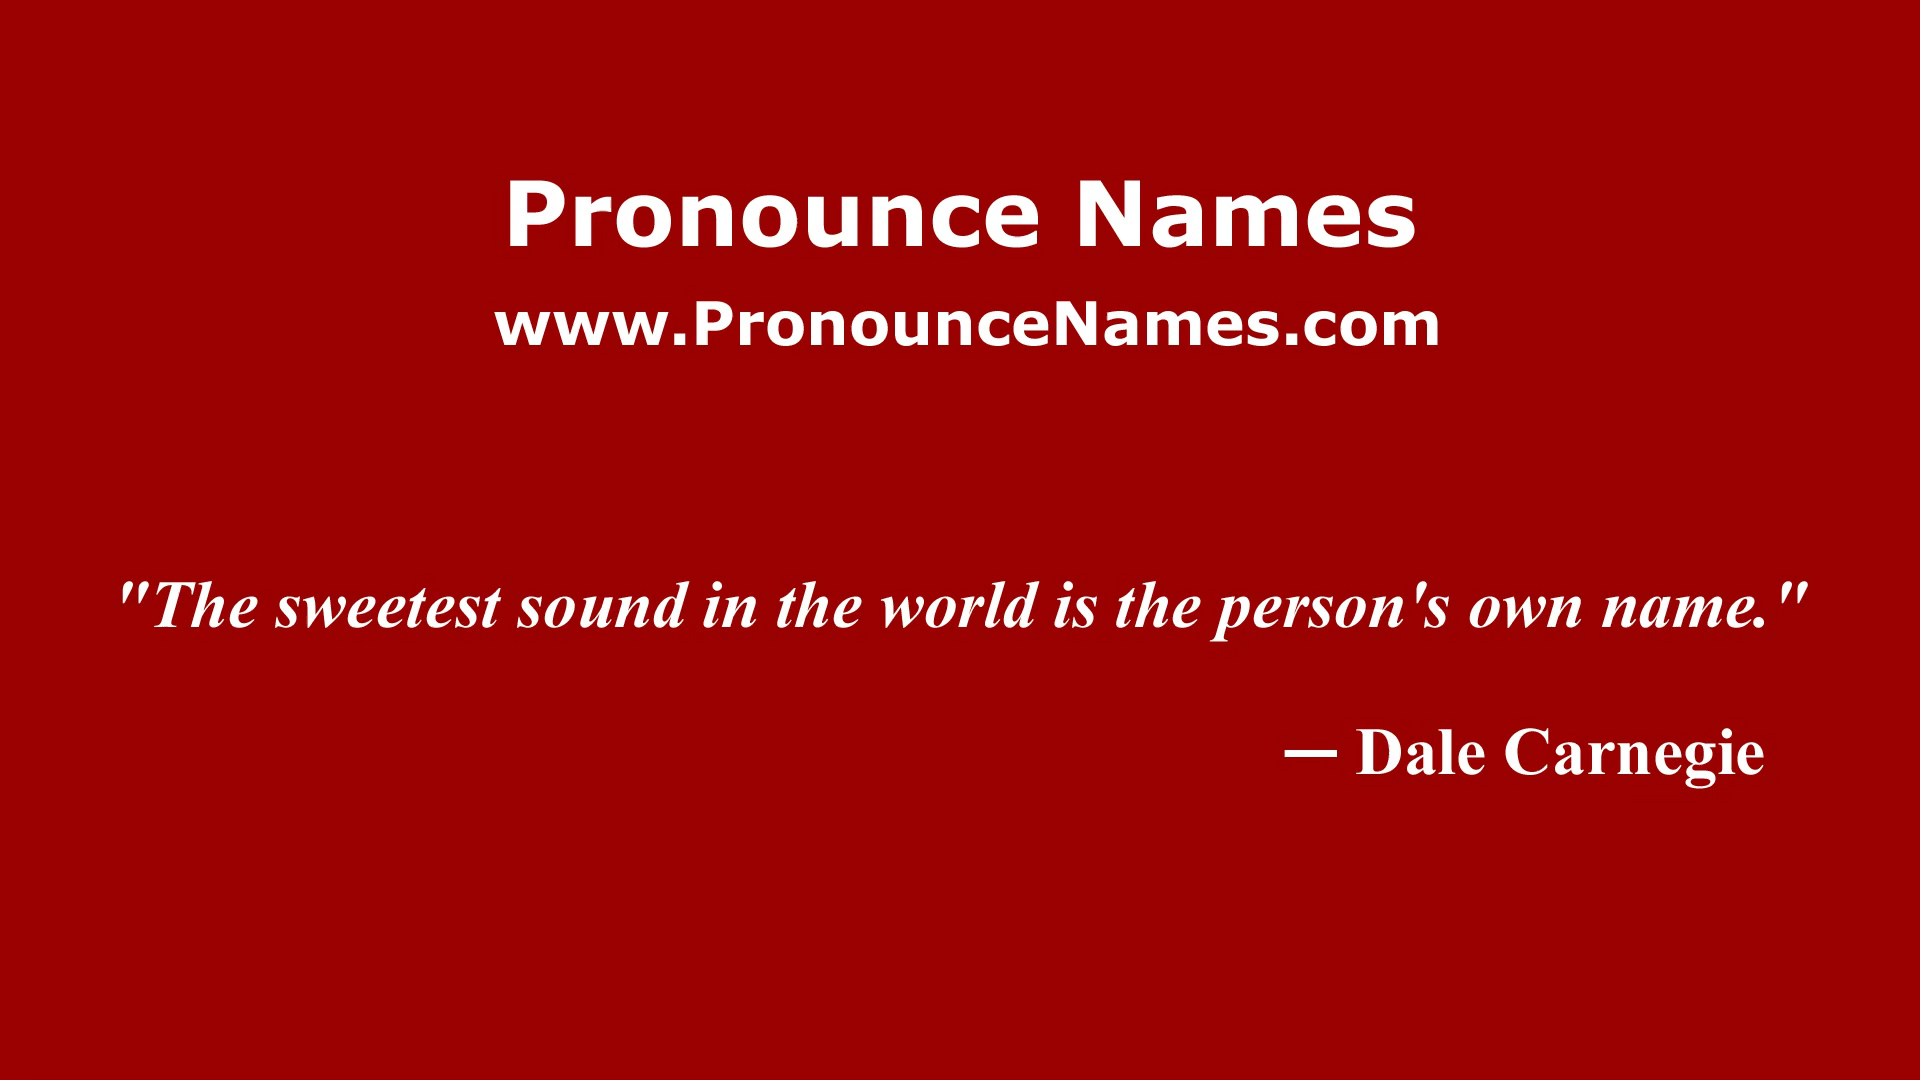 Pronounce Names
www.PronounceNames.com
"The sweetest sound in the world is the person's own name."
— Dale Carnegie